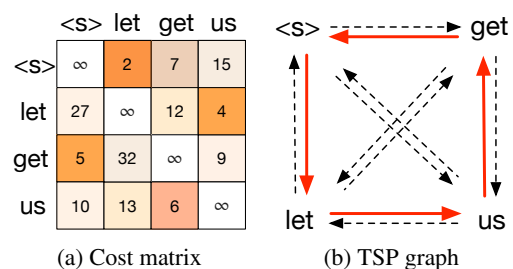 <s> let get us
<s> ∞ 2 7 15
let 27 ∞ 12 4
get 5 32 ∞ 9
us 10 13 6 ∞
(a) Cost matrix
<s> get
let us
(b) TSP graph